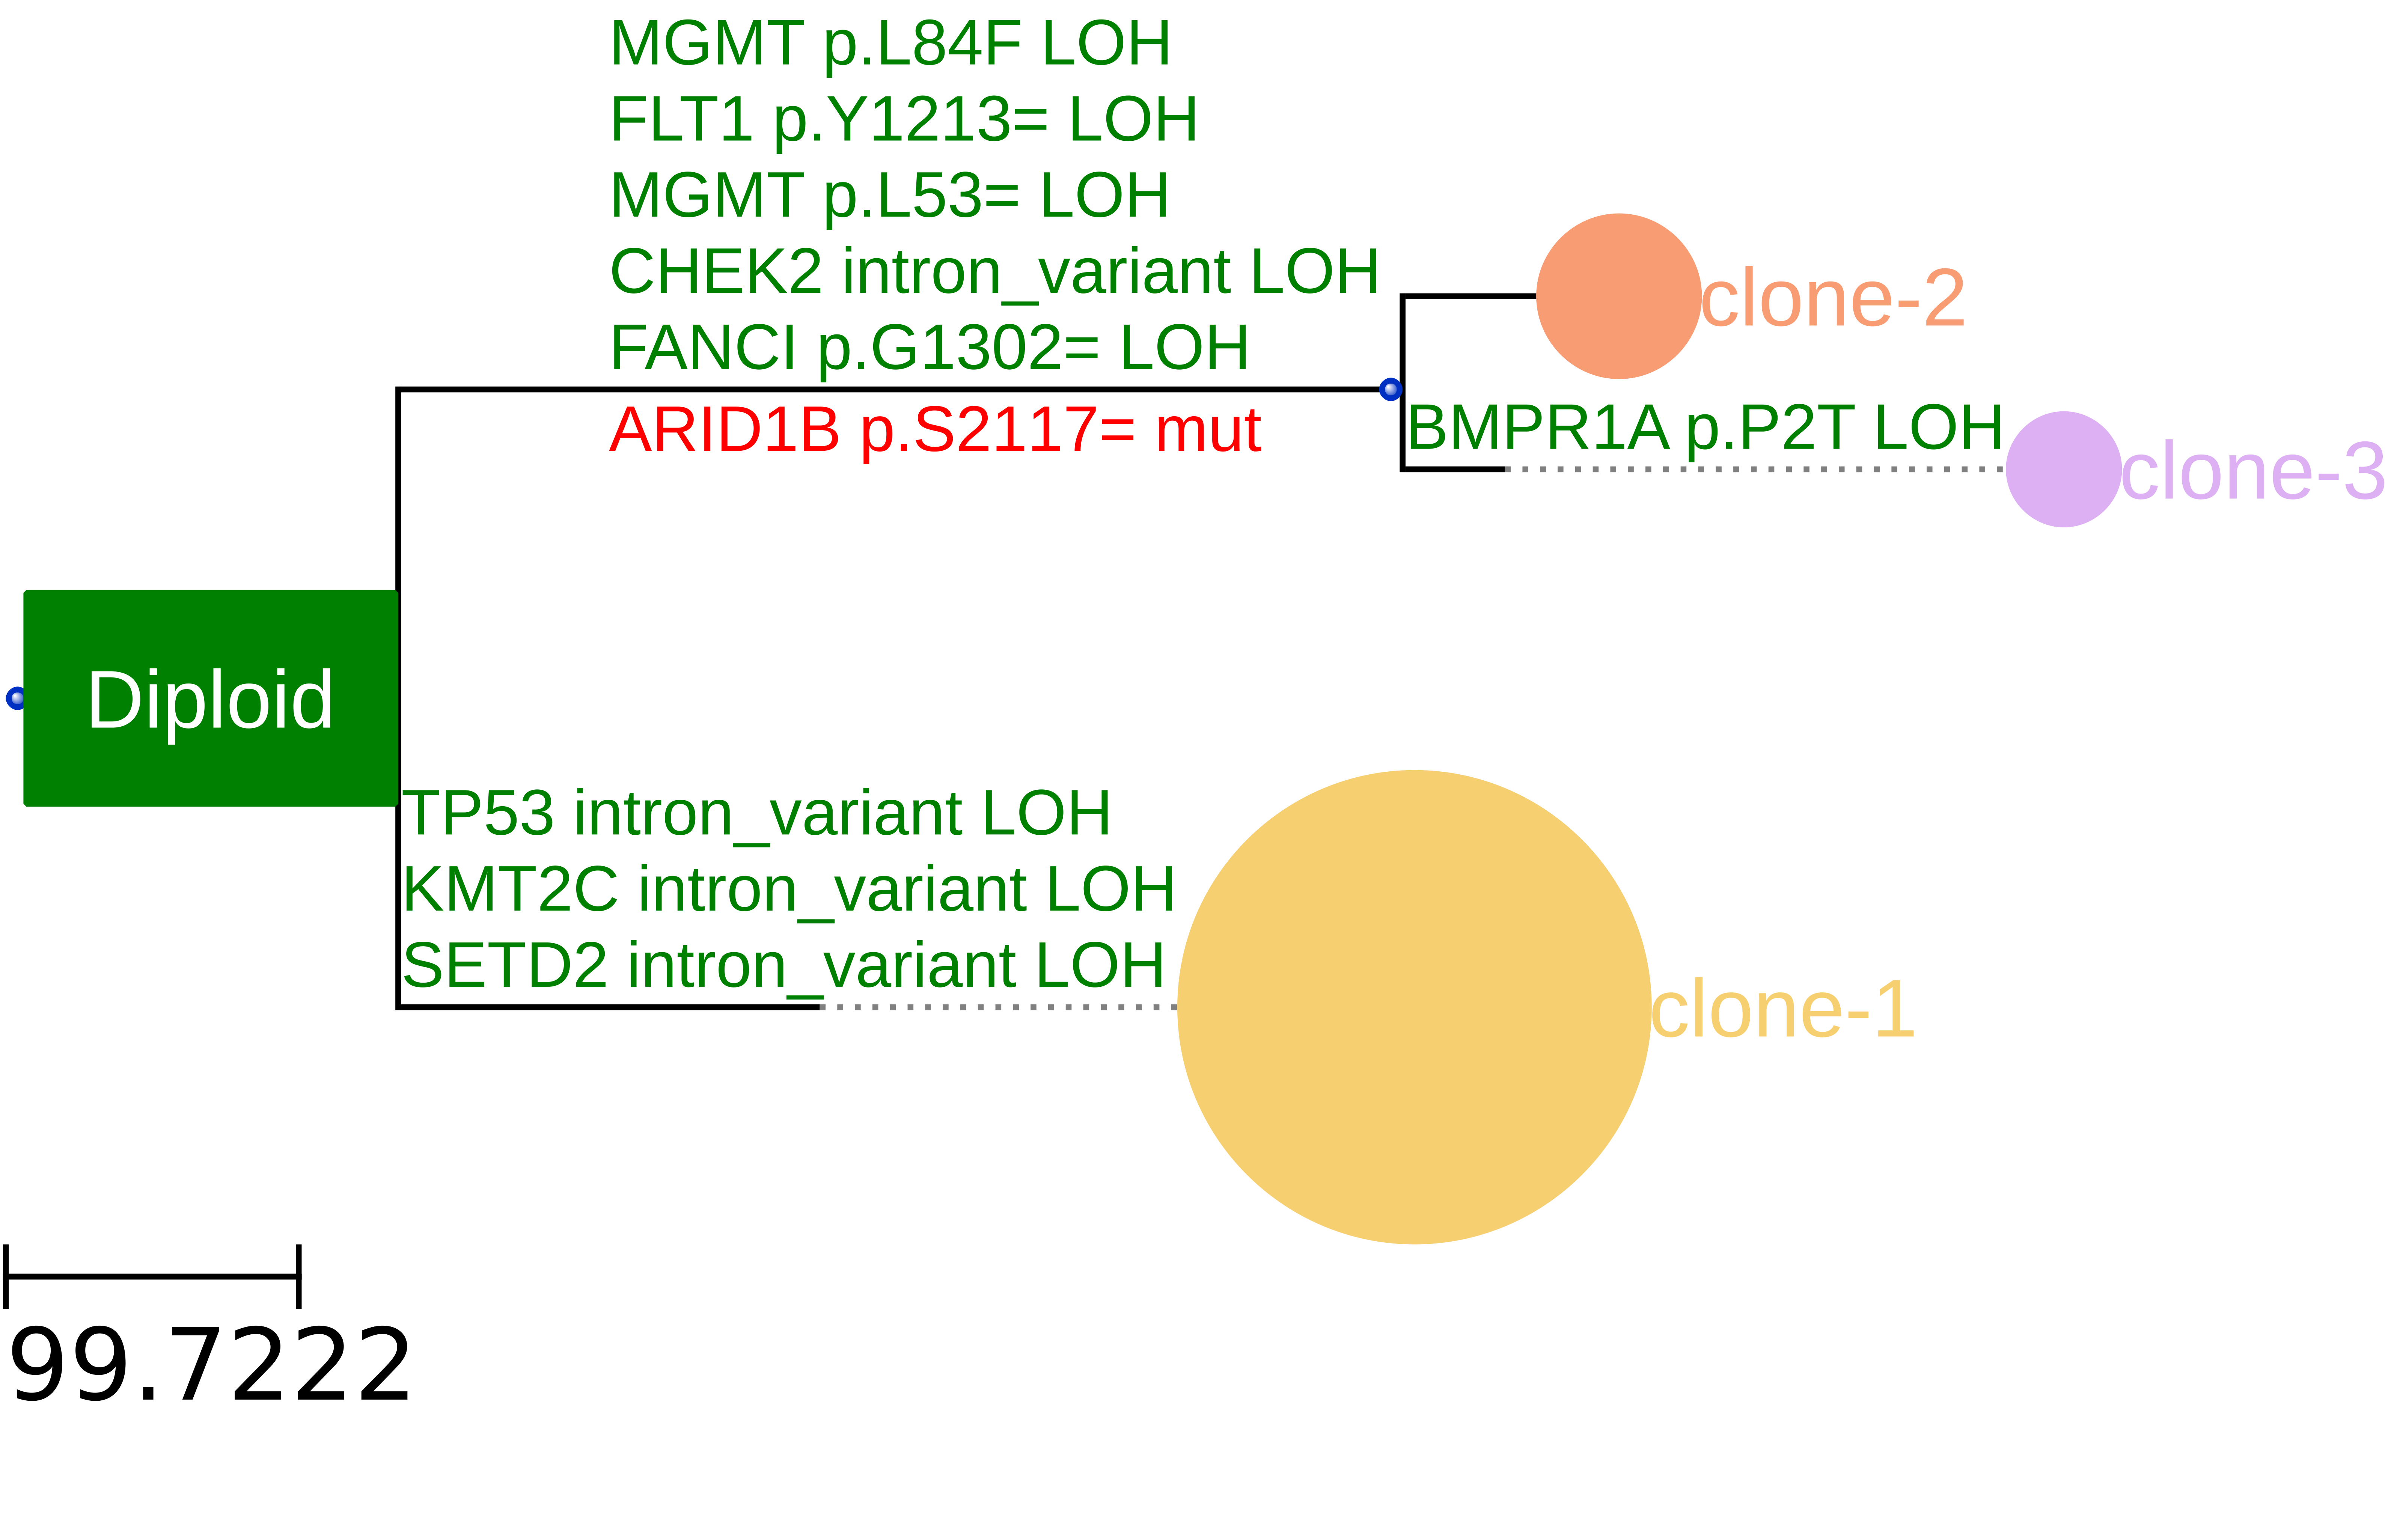 MGMT p.L84F LOH
FLT1 p.Y1213= LOH
MGMT p.L53= LOH
CHEK2 intron_variant LOH
FANCI p.G1302= LOH
ARID1B p.S2117= mut
clone-2
BMPR1A p.P2T LOH
clone-3
Diploid
TP53 intron_variant LOH
KMT2C intron_variant LOH
SETD2 intron_variant LOH
clone-1
99.7222